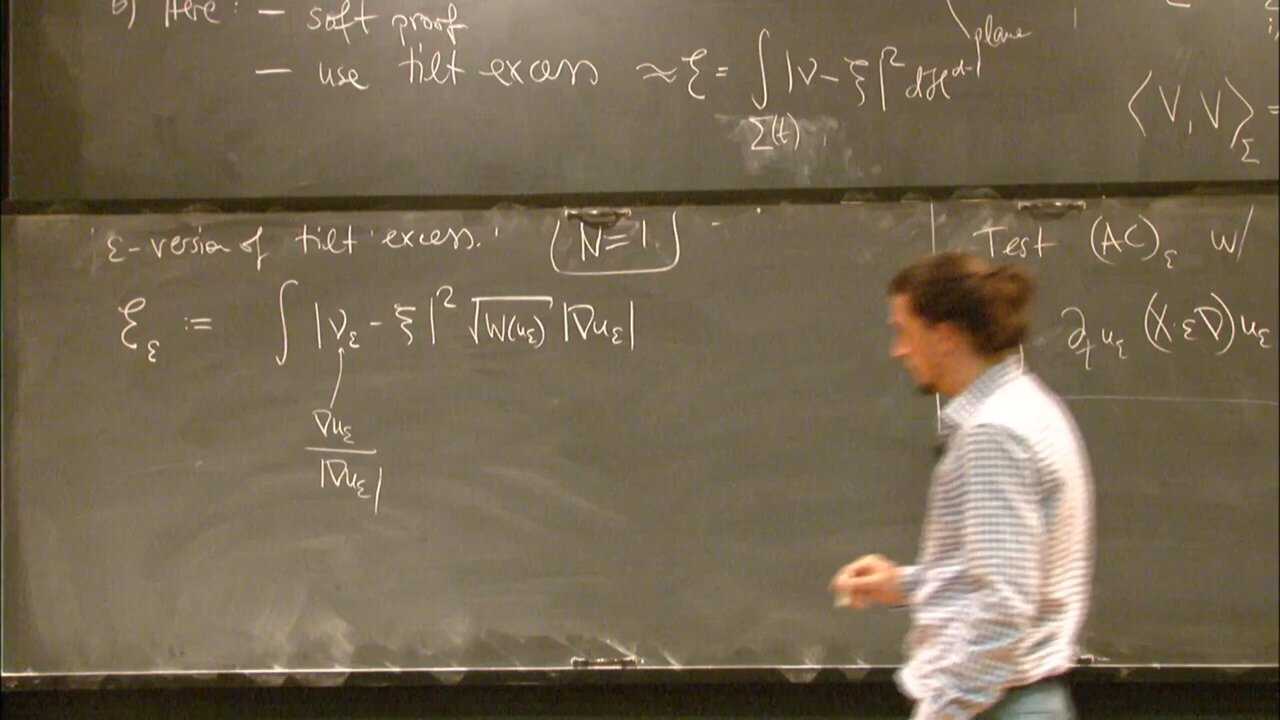 b) Here: - soft proof
- use tilt excess ≈ ℰ = ∫_{Σ(t)} |ν - ξ|² dℋ^{d-1}
plane
⟨V, V⟩_Σ =
ε-version of tilt excess. (N=1)
ℰ_ε := ∫ |ν_ε - ξ|² √W(u_ε) |∇u_ε|
∇u_ε
|∇u_ε|
Test (AC)_ε w/
∂_t u_ε (X·ε∇)u_ε